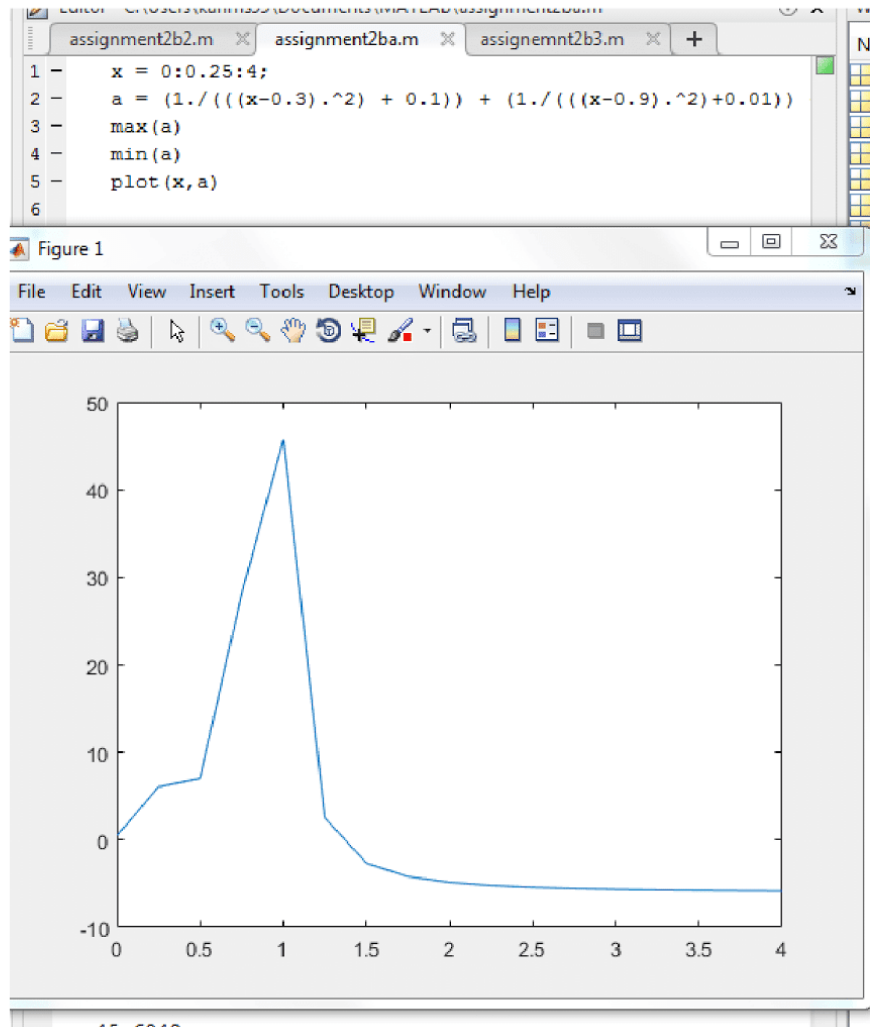 assignment2b2.m assignment2ba.m assignemnt2b3.m +
N
1 – x = 0:0.25:4;
2 – a = (1./(((x-0.3).^2) + 0.1)) + (1./(((x-0.9).^2)+0.01))
3 – max(a)
4 – min(a)
5 – plot(x,a)
6
Figure 1
File Edit View Insert Tools Desktop Window Help
50
40
30
20
10
0
-10
0 0.5 1 1.5 2 2.5 3 3.5 4